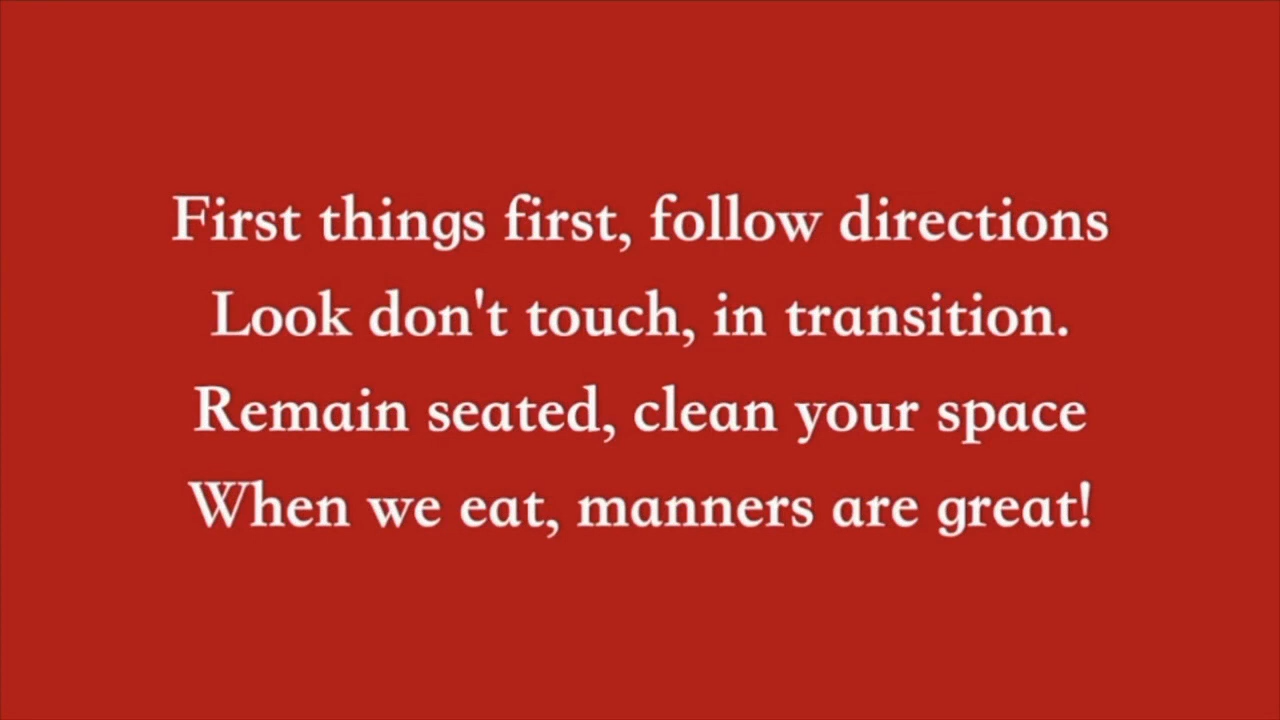 First things first, follow directions
Look don't touch, in transition.
Remain seated, clean your space
When we eat, manners are great!